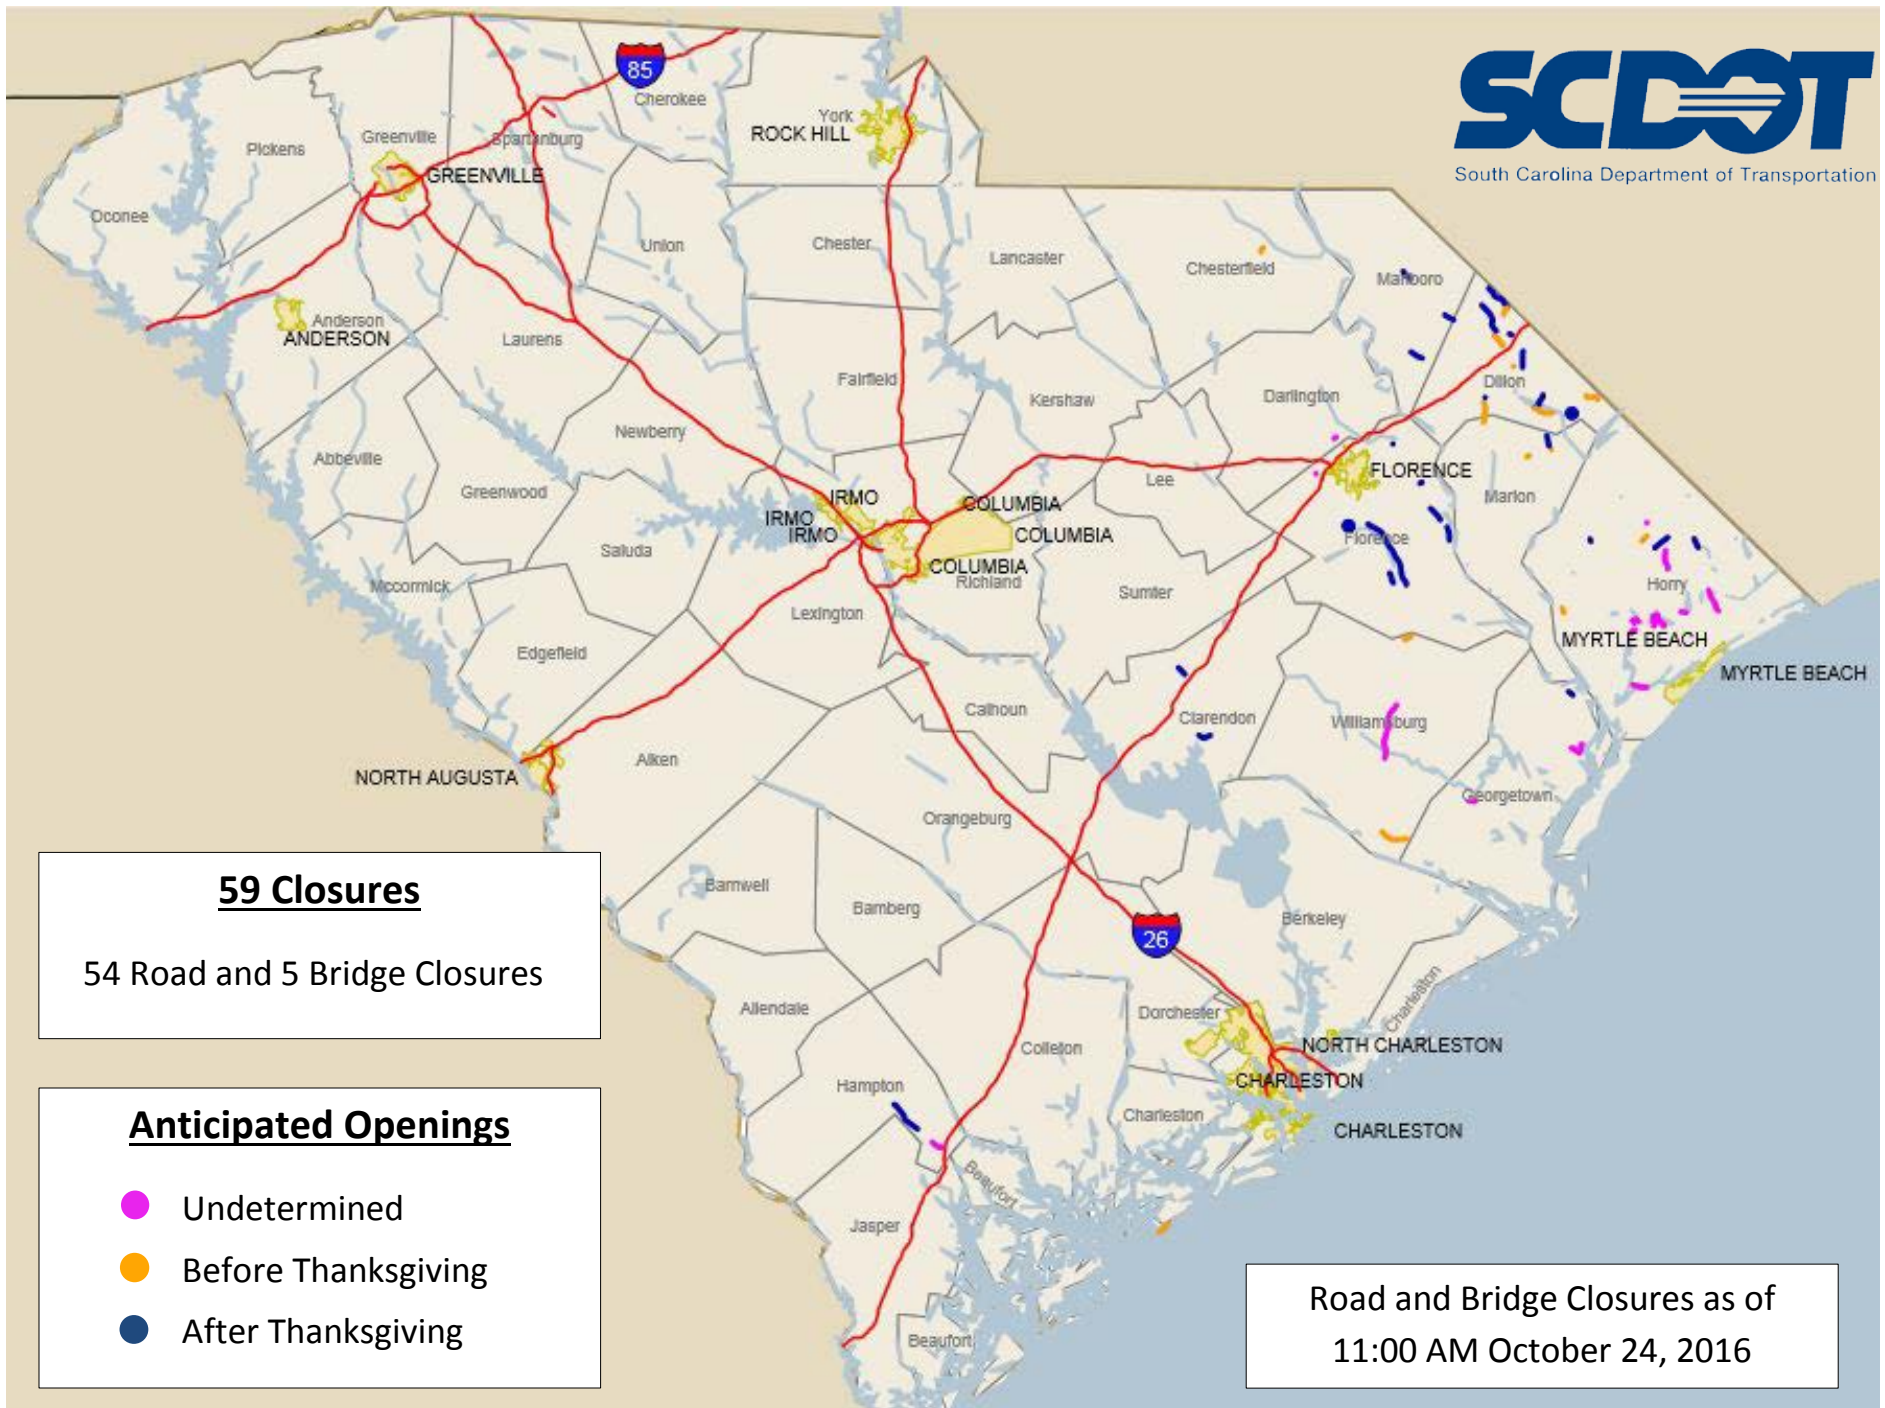 SCDOT
South Carolina Department of Transportation
85
Cherokee
York
ROCK HILL
Greenville
Spartanburg
Pickens
GREENVILLE
Oconee
Union
Chester
Lancaster
Chesterfield
Marlboro
Anderson
ANDERSON
Laurens
Fairfield
Kershaw
Darlington
Dillon
Newberry
Abbeville
Greenwood
Lee
FLORENCE
Marion
IRMO
IRMO
IRMO
COLUMBIA
COLUMBIA
COLUMBIA
Richland
Florence
Saluda
Mccormick
Lexington
Sumter
Horry
Edgefield
MYRTLE BEACH
MYRTLE BEACH
Calhoun
Clarendon
Williamsburg
Aiken
NORTH AUGUSTA
Georgetown
Orangeburg
Barnwell
Bamberg
Berkeley
26
59 Closures
54 Road and 5 Bridge Closures
Allendale
Dorchester
Charleston
Colleton
NORTH CHARLESTON
CHARLESTON
Hampton
Charleston
CHARLESTON
Beaufort
Jasper
Beaufort
Anticipated Openings
Undetermined
Before Thanksgiving
After Thanksgiving
Road and Bridge Closures as of
11:00 AM October 24, 2016